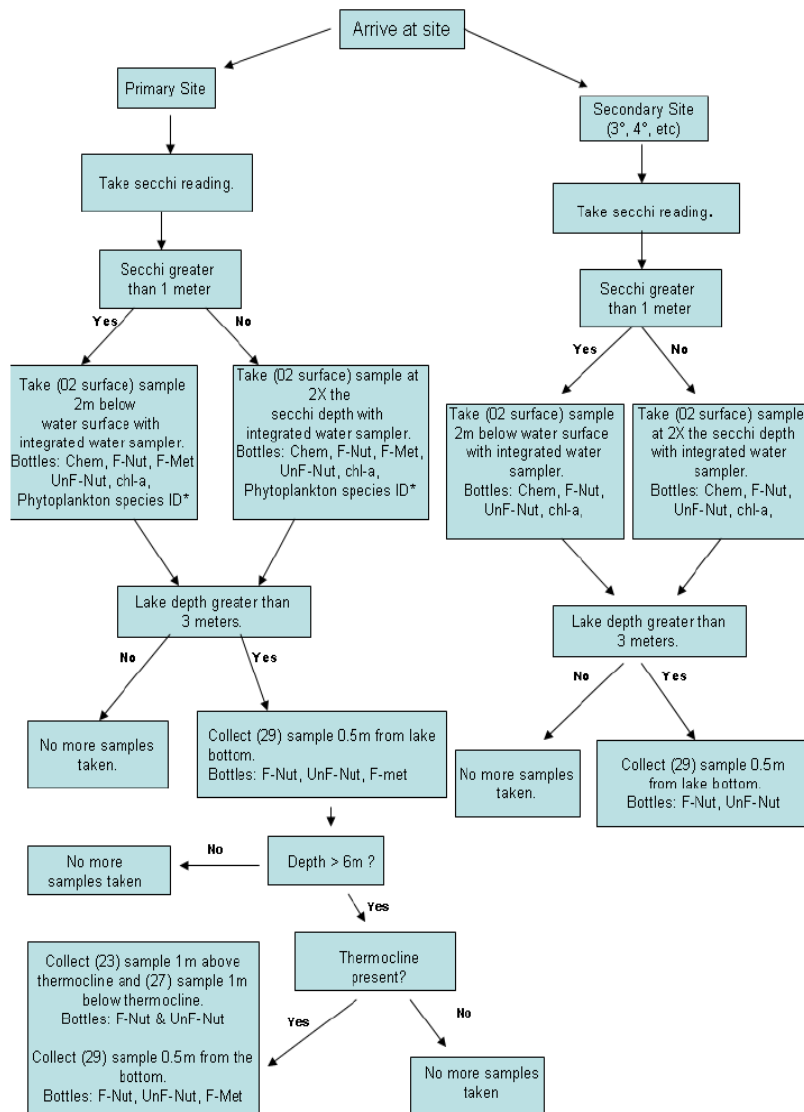 Arrive at site
Primary Site
Secondary Site
(3°, 4°, etc)
Take secchi reading.
Take secchi reading.
Secchi greater
than 1 meter
Secchi greater
than 1 meter
Yes
No
Yes
No
Take (02 surface) sample
2m below
water surface with
integrated water sampler.
Bottles: Chem, F-Nut, F-Met
UnF-Nut, chl-a,
Phytoplankton species ID*
Take (02 surface) sample at
2X the
secchi depth with
integrated water sampler.
Bottles: Chem, F-Nut, F-Met,
UnF-Nut, chl-a,
Phytoplankton species ID*
Take (02 surface) sample
2m below water surface
with integrated water
sampler.
Bottles: Chem, F-Nut,
UnF-Nut, chl-a,
Take (02 surface) sample
at 2X the secchi depth
with integrated water
sampler.
Bottles: Chem, F-Nut,
UnF-Nut, chl-a,
Lake depth greater than
3 meters.
Lake depth greater than
3 meters.
No
Yes
No
Yes
No more samples
taken.
Collect (29) sample 0.5m from lake
bottom.
Bottles: F-Nut, UnF-Nut, F-met
No more samples
taken.
Collect (29) sample 0.5m
from lake bottom.
Bottles: F-Nut, UnF-Nut
No more
samples taken
No
Depth > 6m ?
Yes
Collect (23) sample 1m above
thermocline and (27) sample 1m
below thermocline.
Bottles: F-Nut & UnF-Nut
Collect (29) sample 0.5m from the
bottom.
Bottles: F-Nut, UnF-Nut, F-Met
Thermocline
present?
Yes
No
No more samples
taken